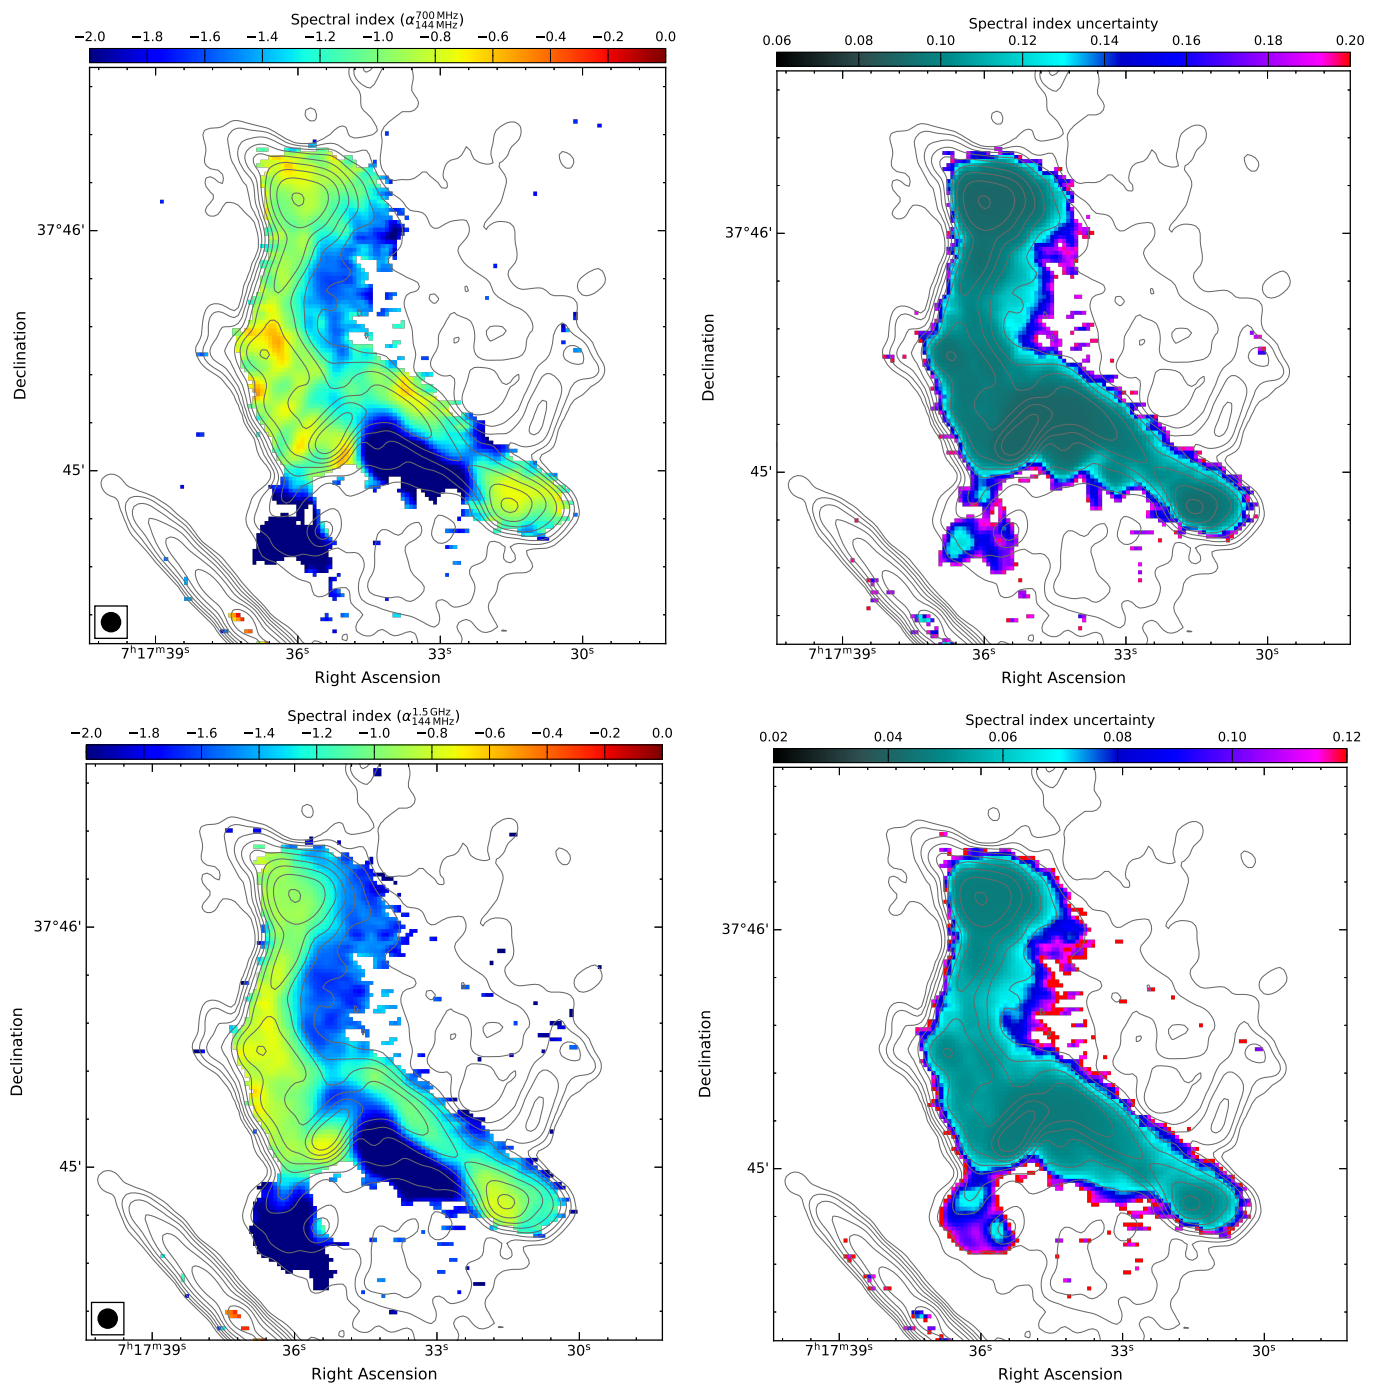 Spectral index (α700 MHz 144 MHz)
−2.0 −1.8 −1.6 −1.4 −1.2 −1.0 −0.8 −0.6 −0.4 −0.2 0.0
37°46'
45'
Declination
7h17m39s 36s 33s 30s
Right Ascension
Spectral index uncertainty
0.06 0.08 0.10 0.12 0.14 0.16 0.18 0.20
37°46'
45'
Declination
7h17m39s 36s 33s 30s
Right Ascension
Spectral index (α1.5 GHz 144 MHz)
−2.0 −1.8 −1.6 −1.4 −1.2 −1.0 −0.8 −0.6 −0.4 −0.2 0.0
37°46'
45'
Declination
7h17m39s 36s 33s 30s
Right Ascension
Spectral index uncertainty
0.02 0.04 0.06 0.08 0.10 0.12
37°46'
45'
Declination
7h17m39s 36s 33s 30s
Right Ascension